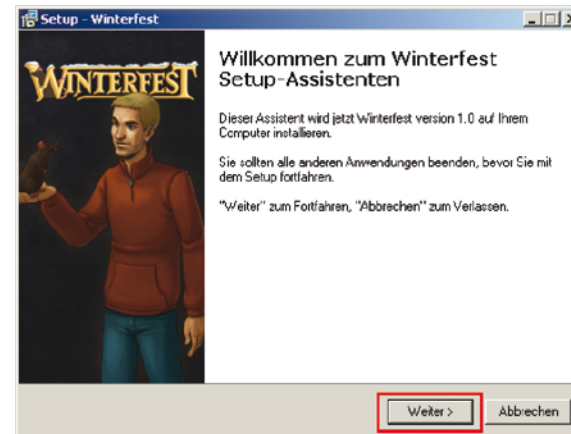 Setup - Winterfest
WINTERFEST
Willkommen zum Winterfest
Setup-Assistenten
Dieser Assistent wird jetzt Winterfest version 1.0 auf Ihrem
Computer installieren.
Sie sollten alle anderen Anwendungen beenden, bevor Sie mit
dem Setup fortfahren.
"Weiter" zum Fortfahren, "Abbrechen" zum Verlassen.
Weiter >
Abbrechen